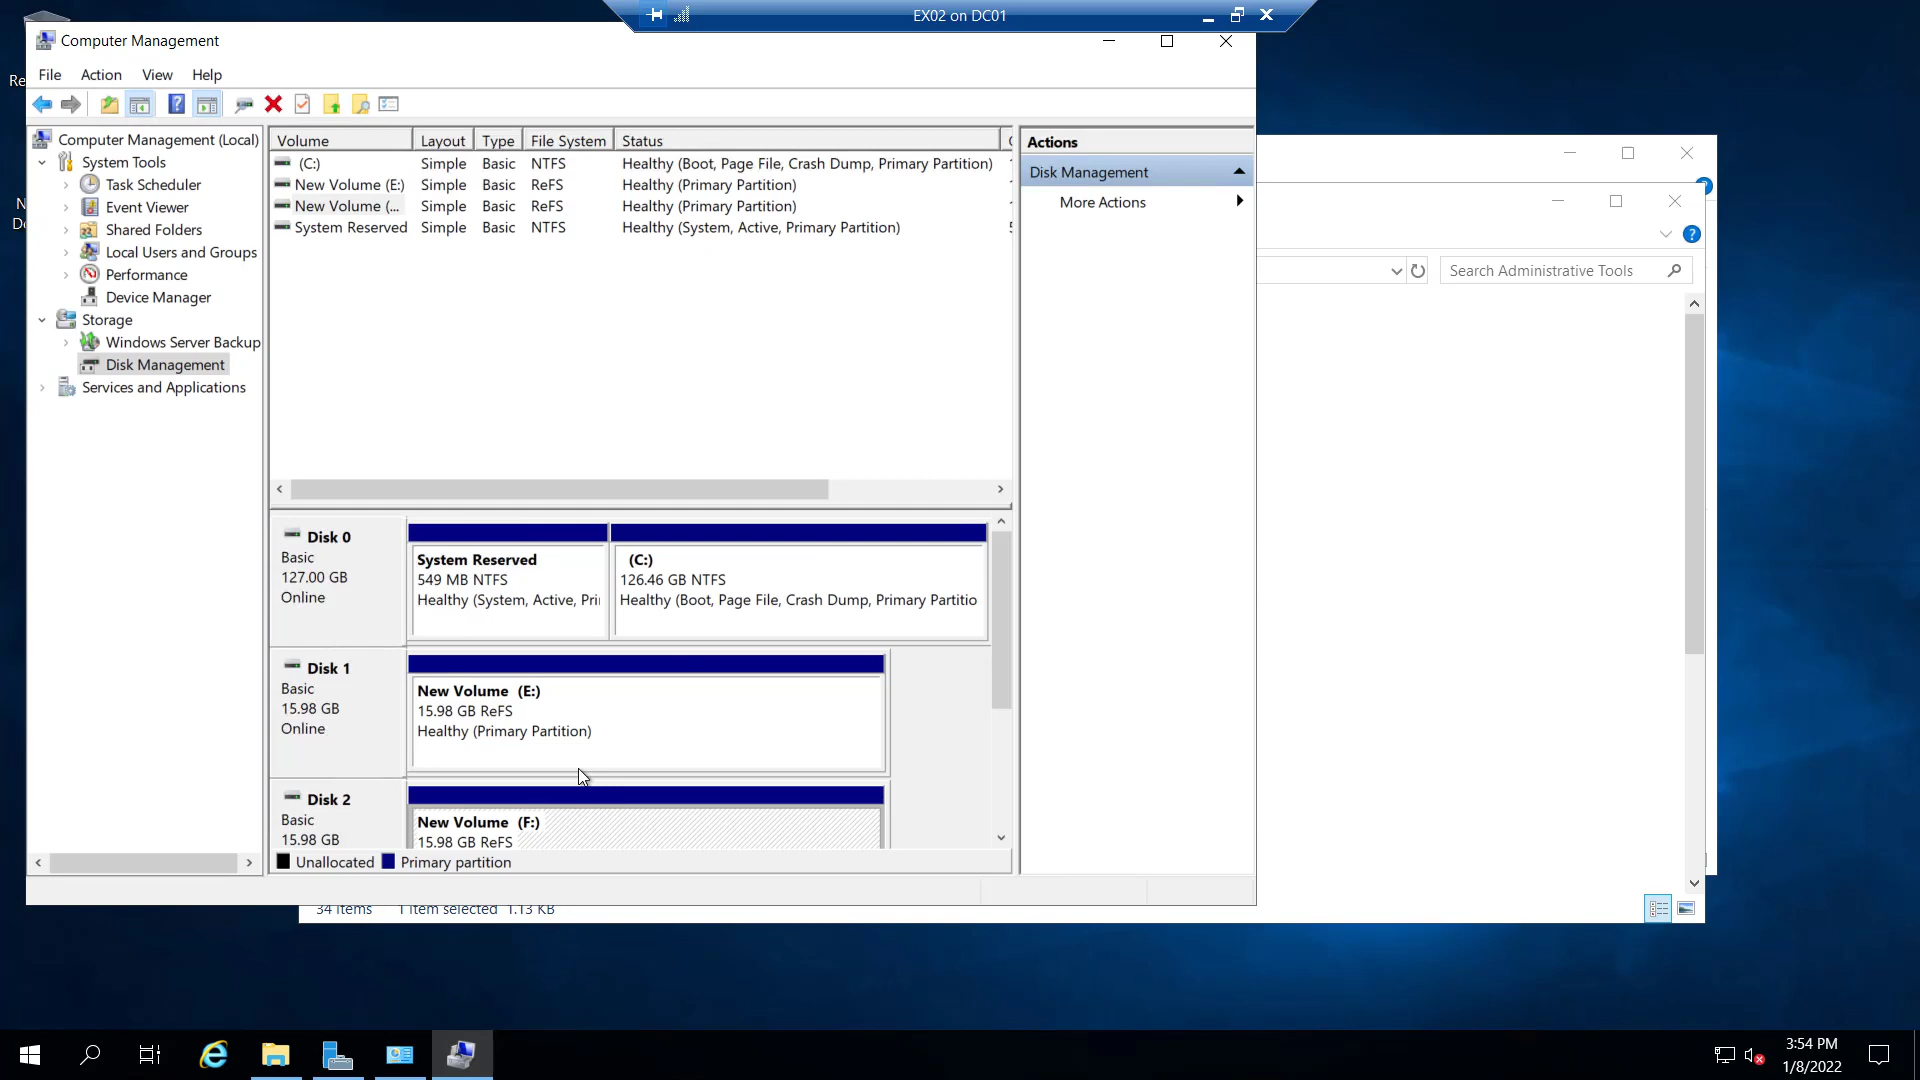 EX02 on DC01
Computer Management
File Action View Help
Computer Management (Local)
System Tools
Task Scheduler
Event Viewer
Shared Folders
Local Users and Groups
Performance
Device Manager
Storage
Windows Server Backup
Disk Management
Services and Applications
Volume Layout Type File System Status
(C:) Simple Basic NTFS Healthy (Boot, Page File, Crash Dump, Primary Partition)
New Volume (E:) Simple Basic ReFS Healthy (Primary Partition)
New Volume (... Simple Basic ReFS Healthy (Primary Partition)
System Reserved Simple Basic NTFS Healthy (System, Active, Primary Partition)
Actions
Disk Management
More Actions
Search Administrative Tools
Disk 0
Basic
127.00 GB
Online
System Reserved
549 MB NTFS
Healthy (System, Active, Pri
(C:)
126.46 GB NTFS
Healthy (Boot, Page File, Crash Dump, Primary Partitio
Disk 1
Basic
15.98 GB
Online
New Volume (E:)
15.98 GB ReFS
Healthy (Primary Partition)
Disk 2
Basic
15.98 GB
New Volume (F:)
15.98 GB ReFS
Unallocated Primary partition
34 items 1 item selected 1.13 KB
Re
N
Do
3:54 PM
1/8/2022